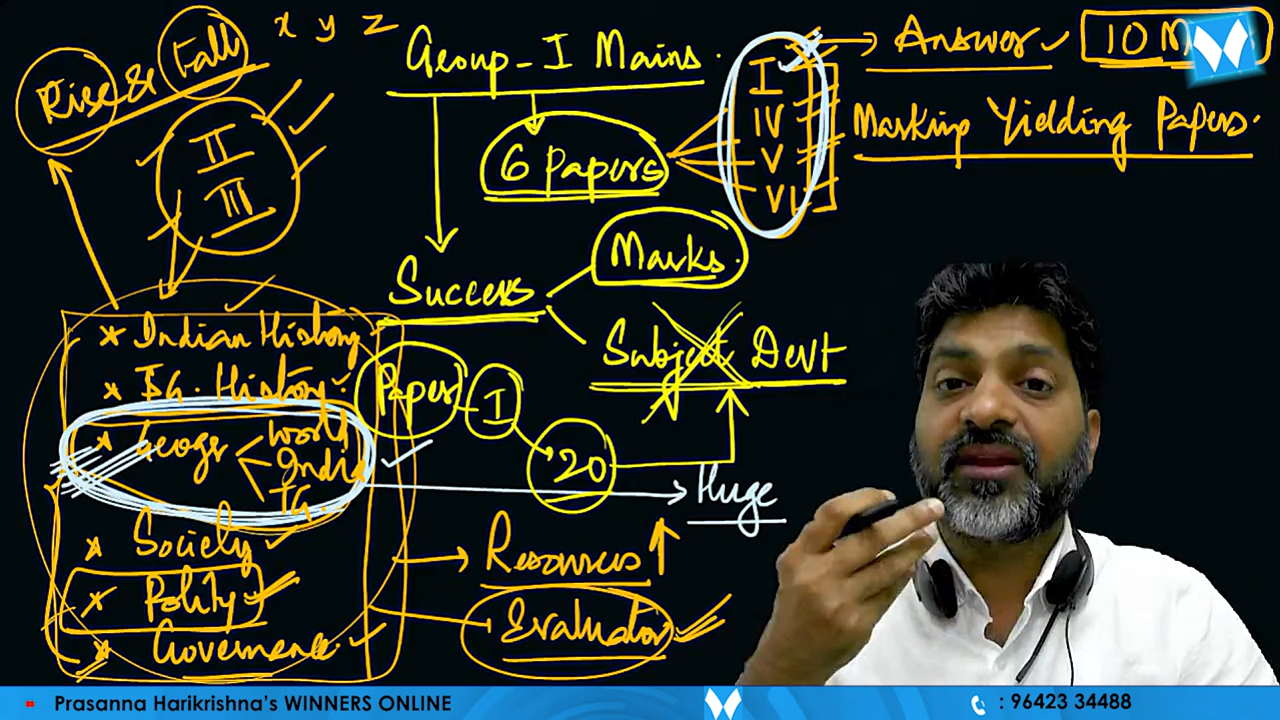 x y z
Rise & Fall
II
III
Group-I Mains.
6 Papers
I
IV
V
VI
Answer
10 M
Marking Yielding Papers.
Success
Marks.
Subject Devt
* Indian History
* TG. History
* Geogr
World
India
TG.
* Society
* Polity
* Governance
Paper - I
20
Huge
Resources ↑
Evaluator
Prasanna Harikrishna's WINNERS ONLINE
: 96423 34488